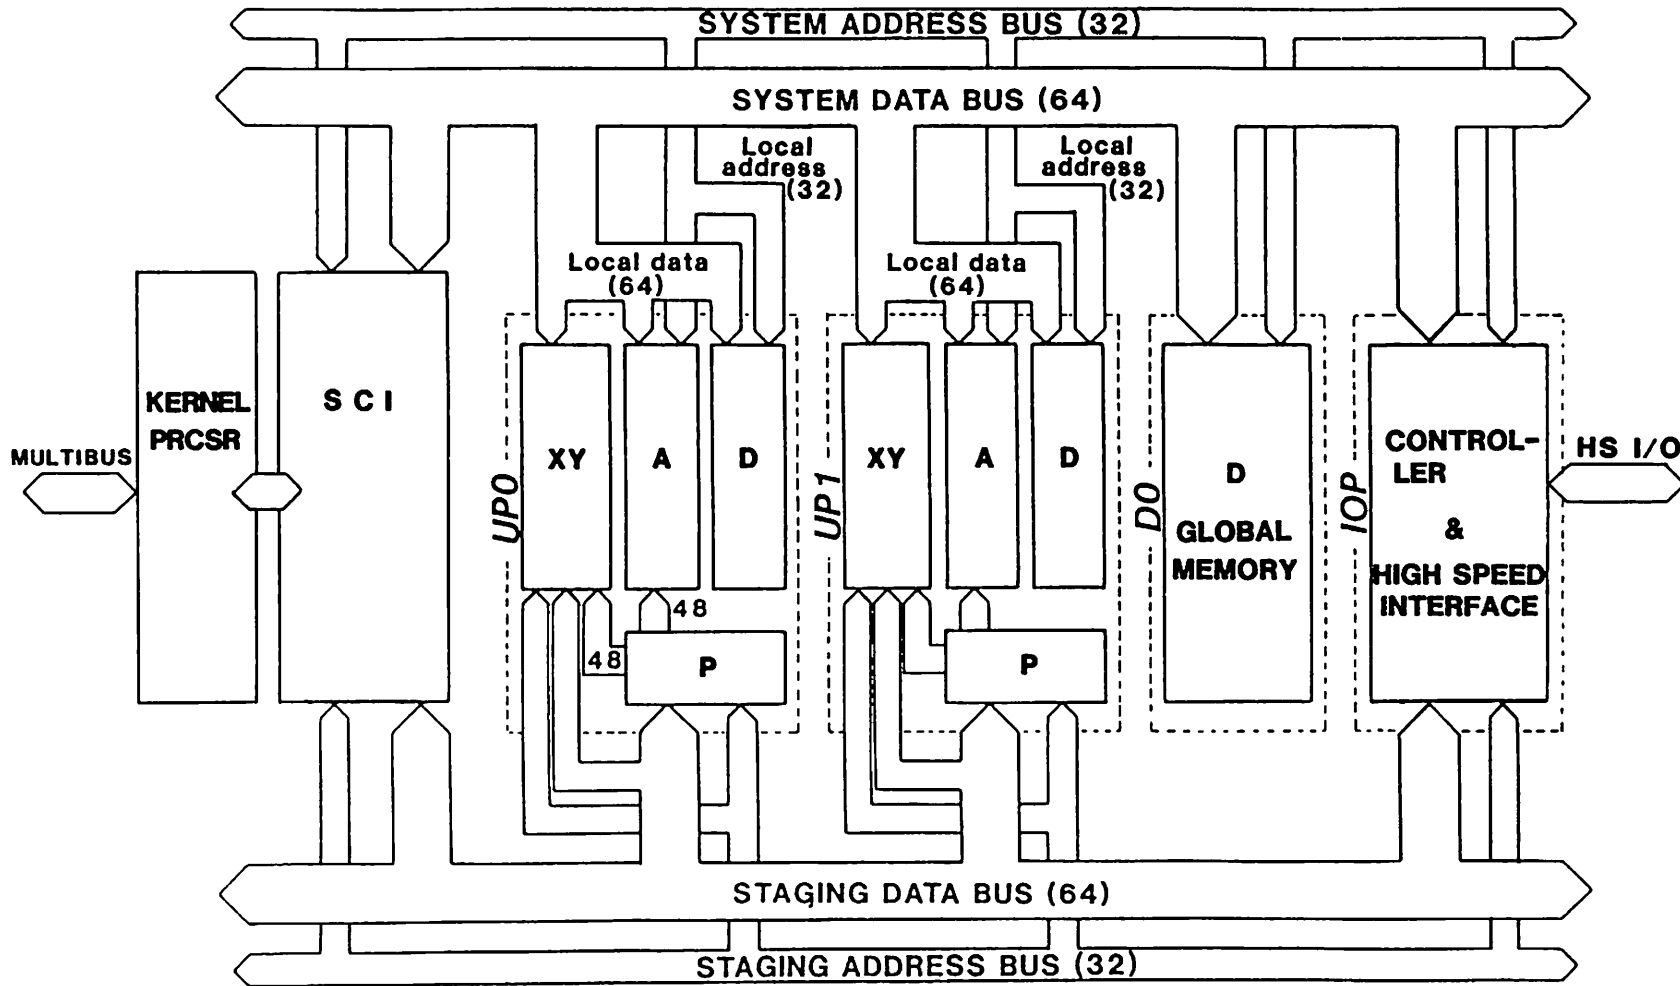 SYSTEM ADDRESS BUS (32)
SYSTEM DATA BUS (64)
Local
address
(32)
Local
address
(32)
Local data
(64)
Local data
(64)
KERNEL
PRCSR
SCI
MULTIBUS
UP0
XY
A
D
48
48
P
UP1
XY
A
D
P
D0
D
GLOBAL
MEMORY
IOP
CONTROL-
LER
&
HIGH SPEED
INTERFACE
HS I/O
STAGING DATA BUS (64)
STAGING ADDRESS BUS (32)